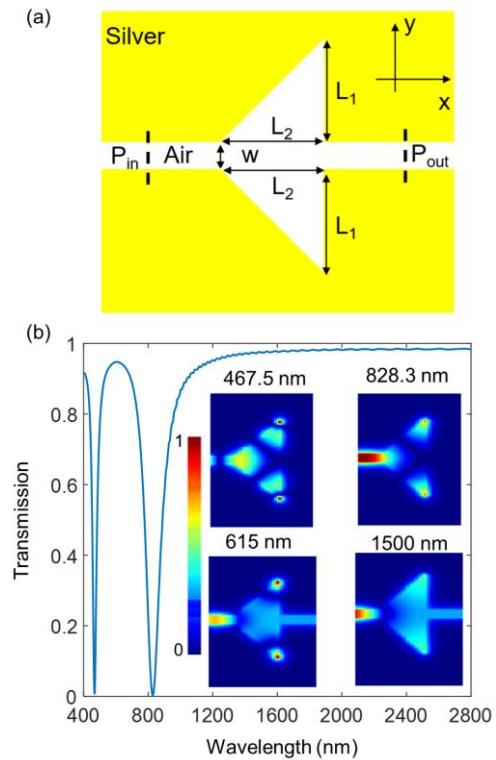 (a)
Silver
y
x
L1
L2
Pin
Air
w
Pout
L2
L1
(b)
1
0.8
0.6
0.4
0.2
0
Transmission
467.5 nm
828.3 nm
1
615 nm
1500 nm
0
400 800 1200 1600 2000 2400 2800
Wavelength (nm)